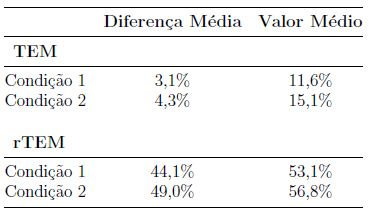 Diferença Média Valor Médio
TEM
Condição 1 3,1% 11,6%
Condição 2 4,3% 15,1%
rTEM
Condição 1 44,1% 53,1%
Condição 2 49,0% 56,8%